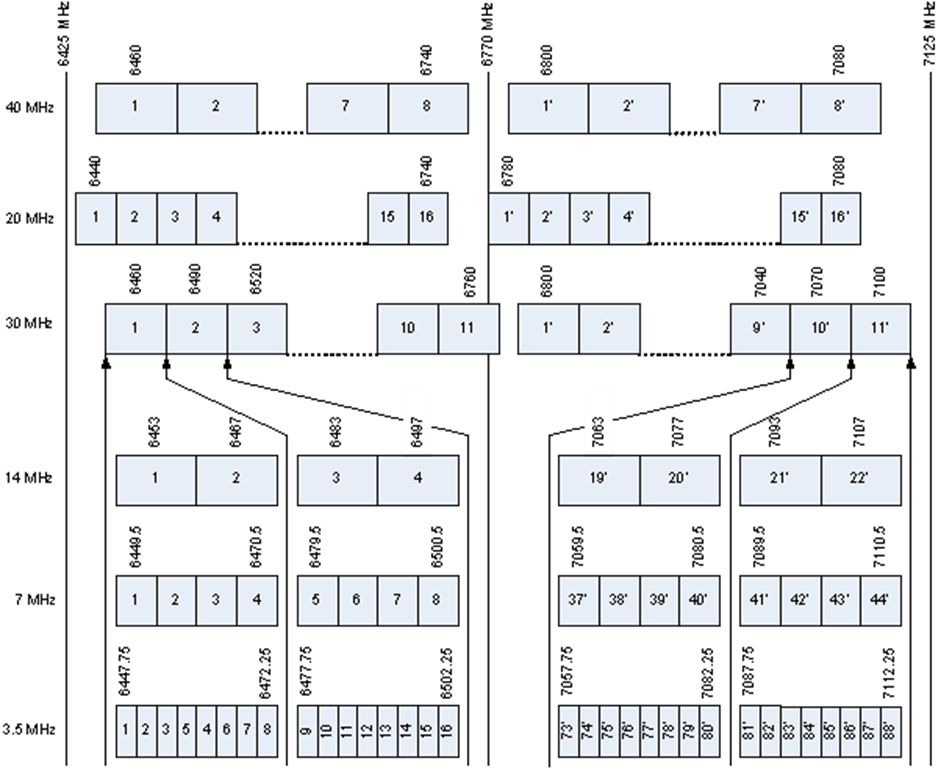 6425 MHz 6770 MHz 7125 MHz
6460 6740 6800 7080
40 MHz 1 2 7 8 1' 2' 7' 8'
6440 6740 6780 7080
20 MHz 1 2 3 4 15 16 1' 2' 3' 4' 15' 16'
6460 6490 6520 6760 6800 7040 7070 7100
30 MHz 1 2 3 10 11 1' 2' 9' 10' 11'
6453 6467 6483 6497 7063 7077 7093 7107
14 MHz 1 2 3 4 19' 20' 21' 22'
6449.5 6470.5 6479.5 6500.5 7059.5 7080.5 7089.5 7110.5
7 MHz 1 2 3 4 5 6 7 8 37' 38' 39' 40' 41' 42' 43' 44'
6447.75 6472.25 6477.75 6502.25 7057.75 7082.25 7087.75 7112.25
3.5 MHz 1 2 3 5 4 6 7 8 9 10 11 12 13 14 15 16 73' 74' 75' 76' 77' 78' 79' 80' 81' 82' 83' 84' 85' 86' 87' 88'